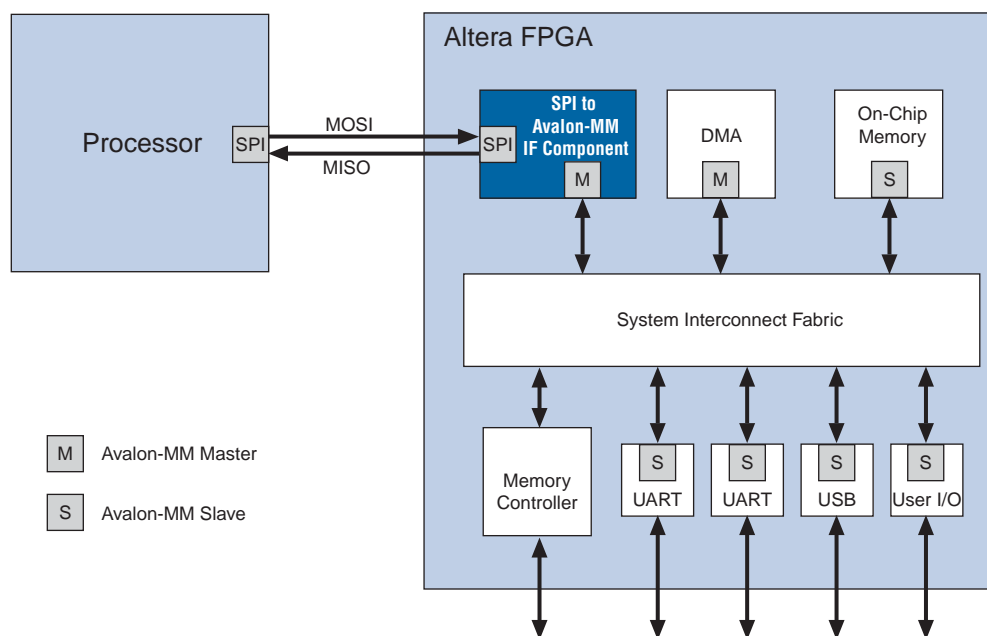 Altera FPGA
Processor
SPI
MOSI
MISO
SPI
SPI to
Avalon-MM
IF Component
M
DMA
M
On-Chip
Memory
S
System Interconnect Fabric
M
Avalon-MM Master
S
Avalon-MM Slave
Memory
Controller
S
UART
S
UART
S
USB
S
User I/O